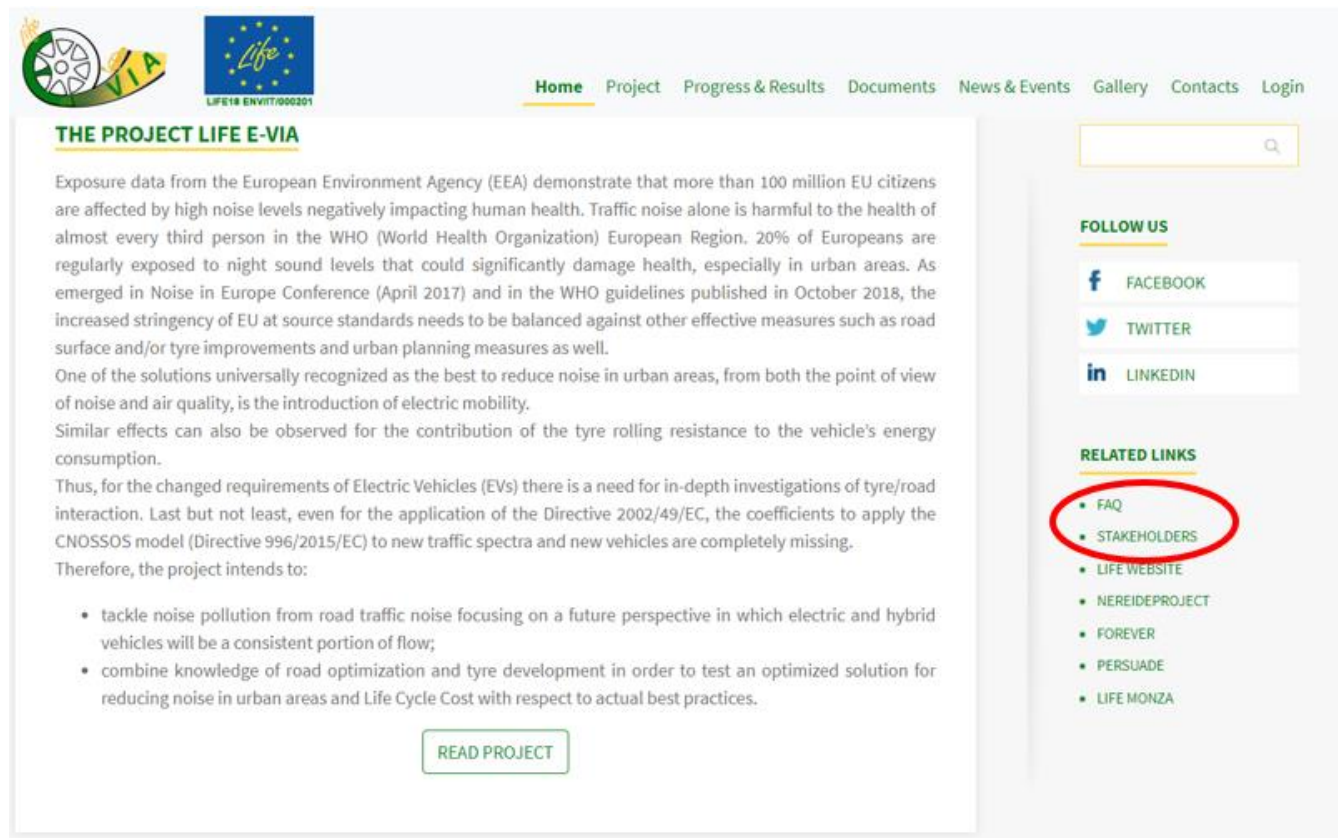 life
VIA
Life
LIFE18 ENV/IT/000201
Home Project Progress & Results Documents News & Events Gallery Contacts Login
THE PROJECT LIFE E-VIA
Exposure data from the European Environment Agency (EEA) demonstrate that more than 100 million EU citizens
are affected by high noise levels negatively impacting human health. Traffic noise alone is harmful to the health of
almost every third person in the WHO (World Health Organization) European Region. 20% of Europeans are
regularly exposed to night sound levels that could significantly damage health, especially in urban areas. As
emerged in Noise in Europe Conference (April 2017) and in the WHO guidelines published in October 2018, the
increased stringency of EU at source standards needs to be balanced against other effective measures such as road
surface and/or tyre improvements and urban planning measures as well.
One of the solutions universally recognized as the best to reduce noise in urban areas, from both the point of view
of noise and air quality, is the introduction of electric mobility.
Similar effects can also be observed for the contribution of the tyre rolling resistance to the vehicle's energy
consumption.
Thus, for the changed requirements of Electric Vehicles (EVs) there is a need for in-depth investigations of tyre/road
interaction. Last but not least, even for the application of the Directive 2002/49/EC, the coefficients to apply the
CNOSSOS model (Directive 996/2015/EC) to new traffic spectra and new vehicles are completely missing.
Therefore, the project intends to:
• tackle noise pollution from road traffic noise focusing on a future perspective in which electric and hybrid
vehicles will be a consistent portion of flow;
• combine knowledge of road optimization and tyre development in order to test an optimized solution for
reducing noise in urban areas and Life Cycle Cost with respect to actual best practices.
READ PROJECT
FOLLOW US
FACEBOOK
TWITTER
LINKEDIN
RELATED LINKS
• FAQ
• STAKEHOLDERS
• LIFE WEBSITE
• NEREIDEPROJECT
• FOREVER
• PERSUADE
• LIFE MONZA